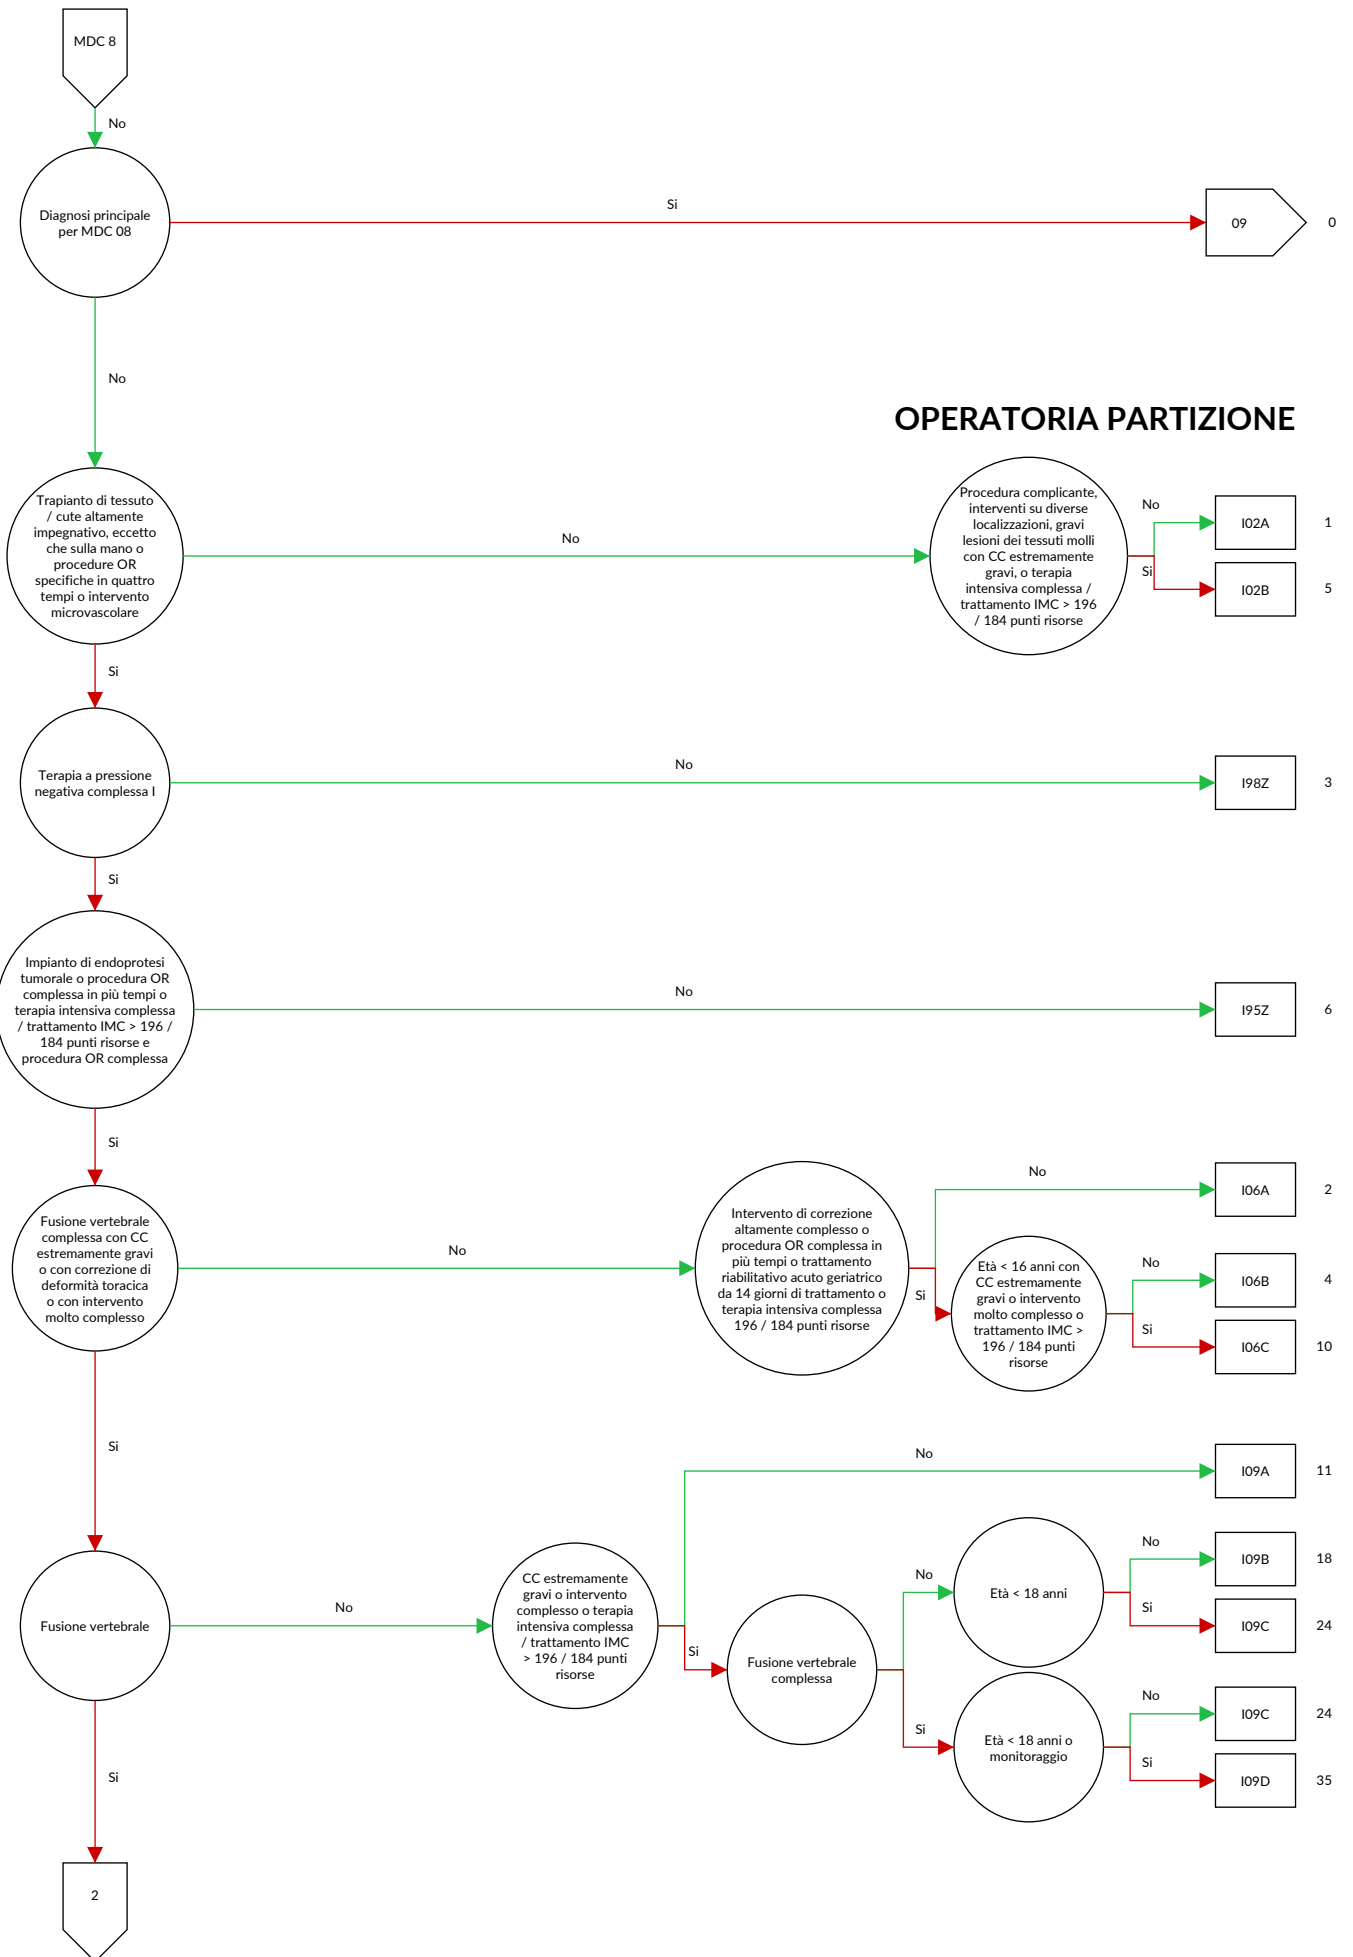 MDC 8
No
Diagnosi principale
per MDC 08
Si
09
0
No
OPERATORIA PARTIZIONE
Trapianto di tessuto
/ cute altamente
impegnativo, eccetto
che sulla mano o
procedure OR
specifiche in quattro
tempi o intervento
microvascolare
No
Procedura complicante,
interventi su diverse
localizzazioni, gravi
lesioni dei tessuti molli
con CC estremamente
gravi, o terapia
intensiva complessa /
trattamento IMC > 196
/ 184 punti risorse
No
I02A
1
Si
I02B
5
Si
Terapia a pressione
negativa complessa I
No
I98Z
3
Si
Impianto di endoprotesi
tumorale o procedura OR
complessa in più tempi o
terapia intensiva complessa
/ trattamento IMC > 196 /
184 punti risorse e
procedura OR complessa
No
I95Z
6
Si
Fusione vertebrale
complessa con CC
estremamente gravi
o con correzione di
deformità toracica
o con intervento
molto complesso
No
Intervento di correzione
altamente complesso o
procedura OR complessa in
più tempi o trattamento
riabilitativo acuto geriatrico
da 14 giorni di trattamento o
terapia intensiva complessa
196 / 184 punti risorse
No
I06A
2
Si
Età < 16 anni con
CC estremamente
gravi o intervento
molto complesso o
trattamento IMC >
196 / 184 punti
risorse
No
I06B
4
Si
I06C
10
Si
Fusione vertebrale
No
CC estremamente
gravi o intervento
complesso o terapia
intensiva complessa
/ trattamento IMC
> 196 / 184 punti
risorse
No
I09A
11
Si
Fusione vertebrale
complessa
No
Età < 18 anni
No
I09B
18
Si
I09C
24
Si
Età < 18 anni o
monitoraggio
No
I09C
24
Si
I09D
35
Si
2